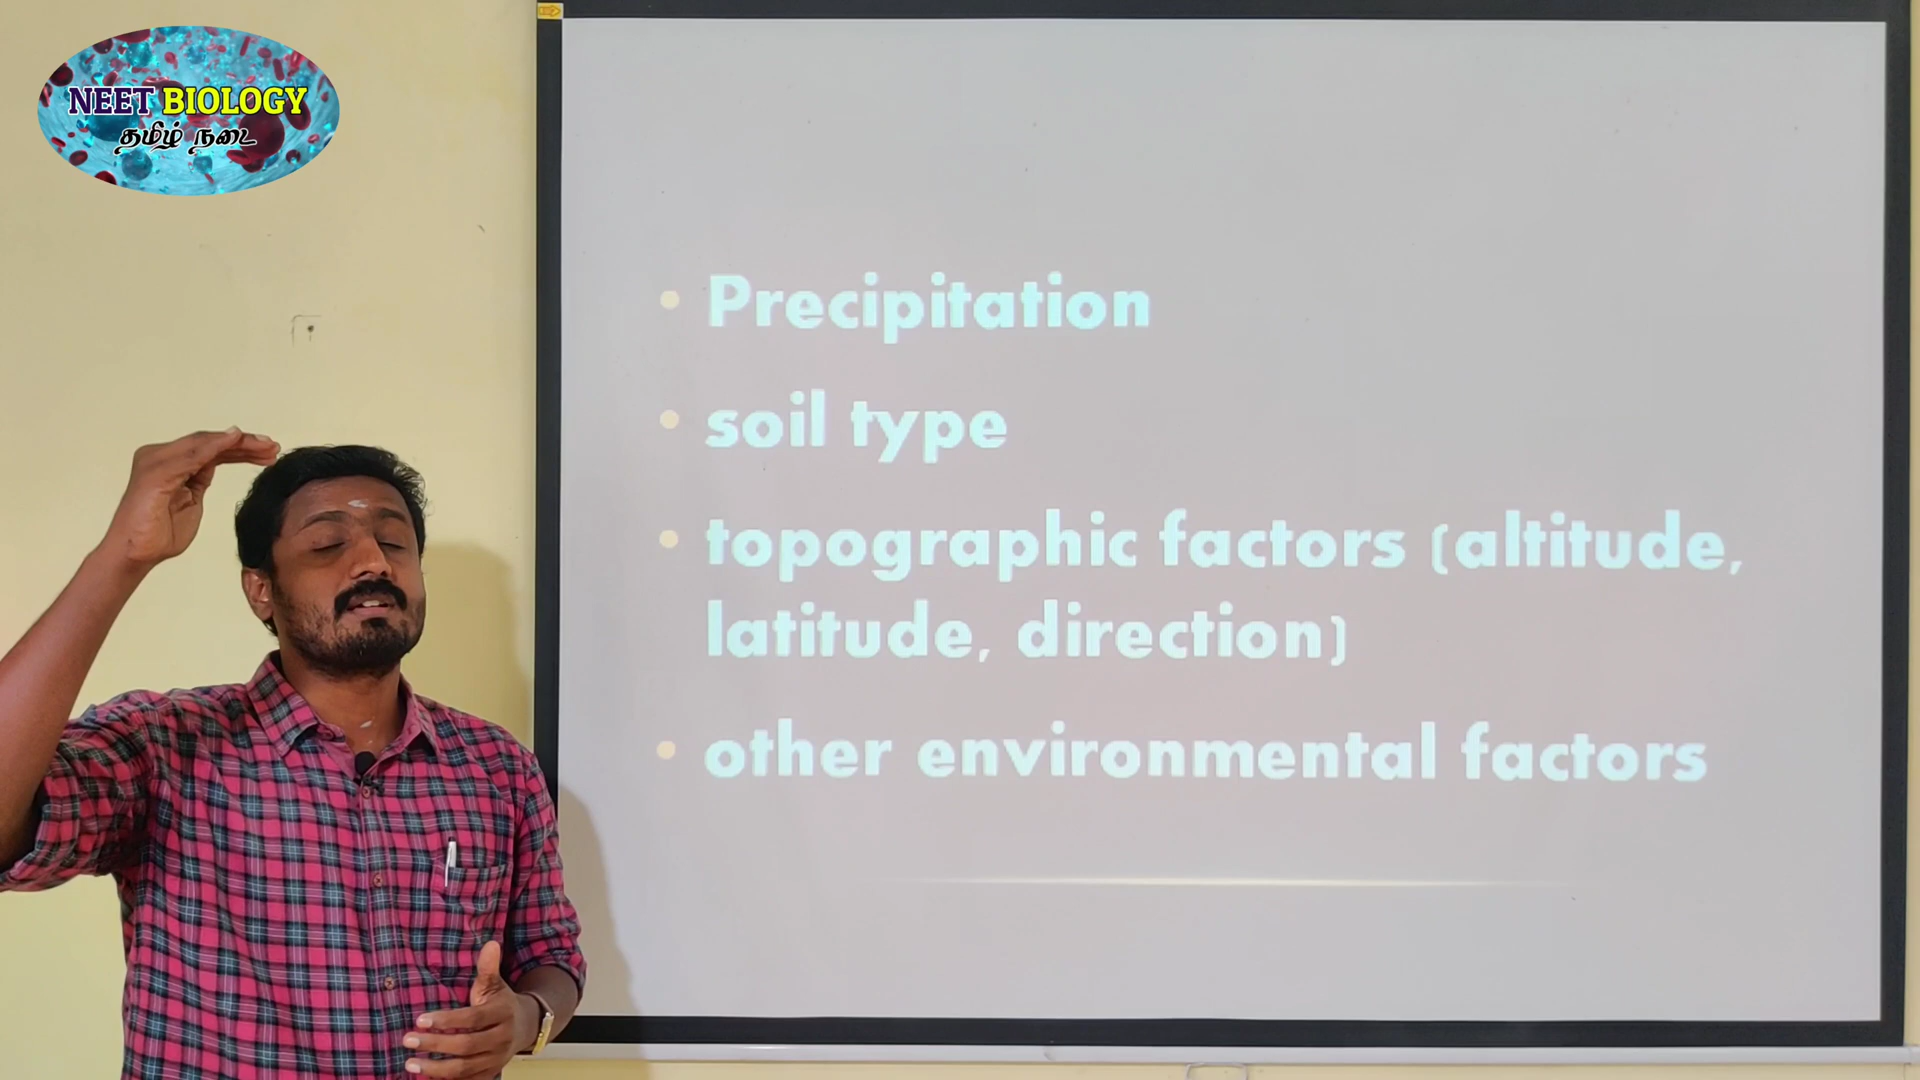 NEET BIOLOGY
தமிழ் நடை
• Precipitation
• soil type
• topographic factors (altitude,
latitude, direction)
• other environmental factors